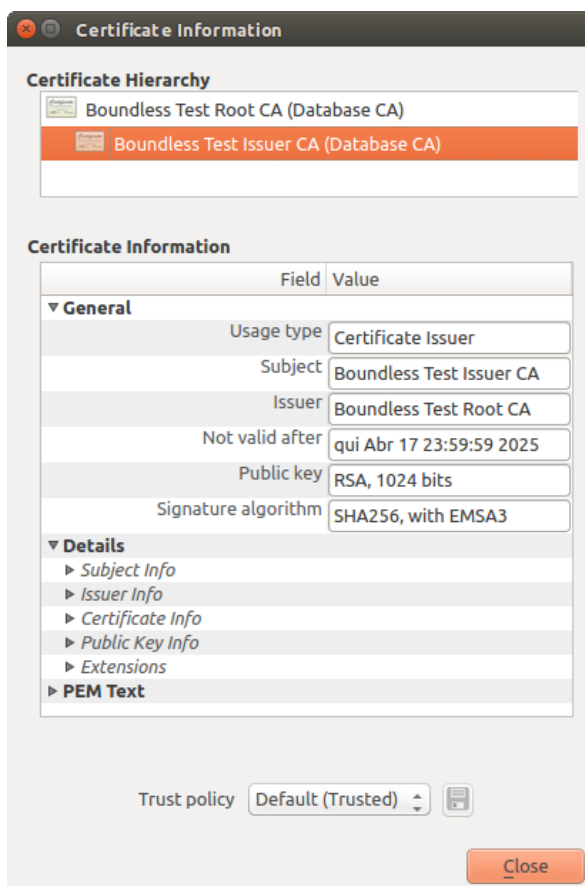 Certificate Information
Certificate Hierarchy
Boundless Test Root CA (Database CA)
Boundless Test Issuer CA (Database CA)
Certificate Information
Field Value
General
Usage type Certificate Issuer
Subject Boundless Test Issuer CA
Issuer Boundless Test Root CA
Not valid after qui Abr 17 23:59:59 2025
Public key RSA, 1024 bits
Signature algorithm SHA256, with EMSA3
Details
Subject Info
Issuer Info
Certificate Info
Public Key Info
Extensions
PEM Text
Trust policy Default (Trusted)
Close